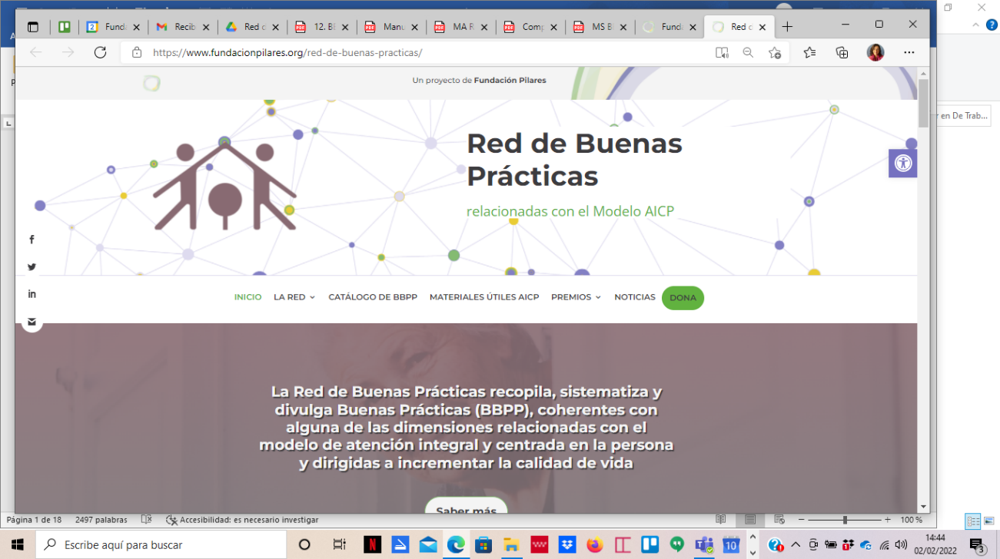 2
Fund
Recib
Red c
12. BE
Manu
MA R
Comp
MS B
Fund
Red c
https://www.fundacionpilares.org/red-de-buenas-practicas/
Un proyecto de Fundación Pilares
Red de Buenas
Prácticas
relacionadas con el Modelo AICP
r en De Trab...
f
in
INICIO LA RED CATÁLOGO DE BBPP MATERIALES ÚTILES AICP PREMIOS NOTICIAS DONA
La Red de Buenas Prácticas recopila, sistematiza y
divulga Buenas Prácticas (BBPP), coherentes con
alguna de las dimensiones relacionadas con el
modelo de atención integral y centrada en la persona
y dirigidas a incrementar la calidad de vida
Saber más
Página 1 de 18 2497 palabras Accesibilidad: es necesario investigar 100 %
Escribe aquí para buscar
10
14:44
02/02/2022
3